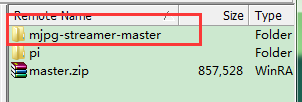 Remote Name Size Type
mjpg-streamer-master Folder
pi Folder
master.zip 857,528 WinRA